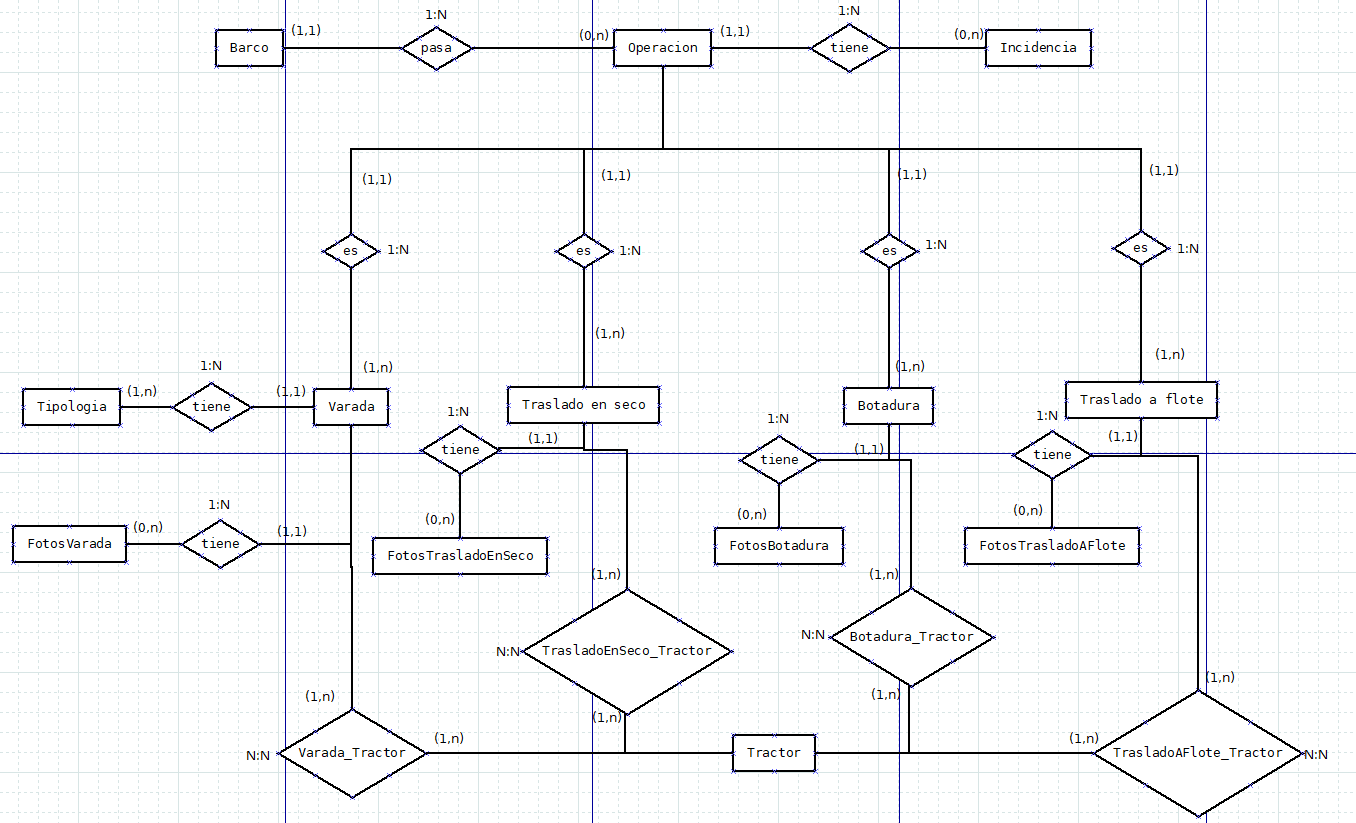 1:N
1:N
Barco
(1,1)
pasa
(0,n)
Operacion
(1,1)
tiene
(0,n)
Incidencia
(1,1)
(1,1)
(1,1)
(1,1)
es
1:N
es
1:N
es
1:N
es
1:N
(1,n)
(1,n)
(1,n)
(1,n)
1:N
Tipologia
(1,n)
tiene
(1,1)
Varada
Traslado en seco
Botadura
Traslado a flote
1:N
1:N
1:N
tiene
(1,1)
tiene
(1,1)
tiene
(1,1)
1:N
(0,n)
(0,n)
(0,n)
FotosVarada
(0,n)
tiene
(1,1)
FotosTrasladoEnSeco
FotosBotadura
FotosTrasladoAFlote
(1,n)
(1,n)
N:N
TrasladoEnSeco_Tractor
N:N
Botadura_Tractor
(1,n)
(1,n)
(1,n)
(1,n)
N:N
Varada_Tractor
(1,n)
Tractor
(1,n)
TrasladoAFlote_Tractor
N:N